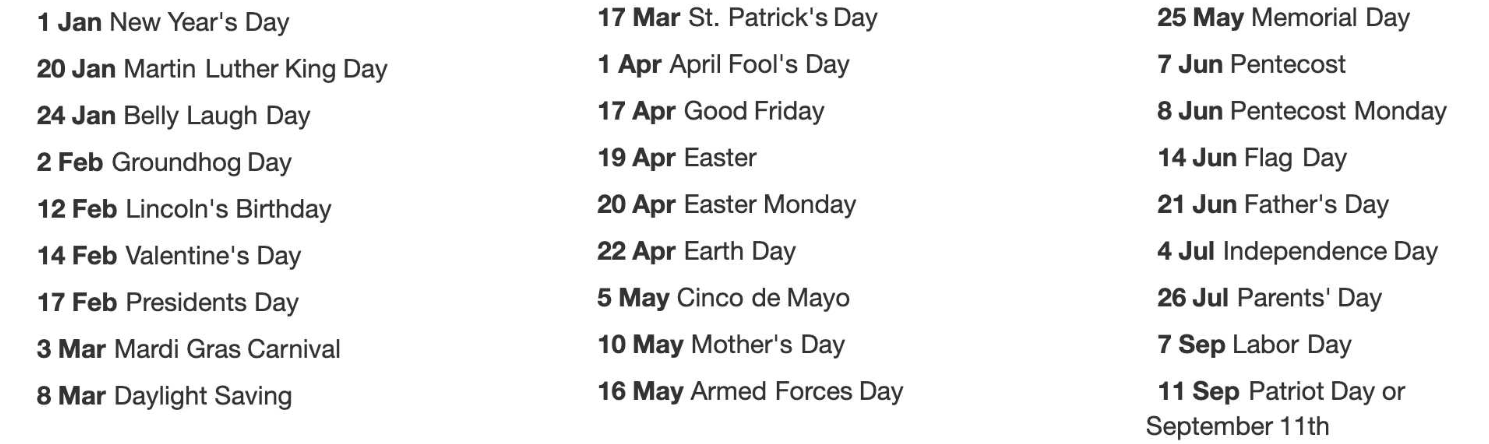 1 Jan New Year's Day
20 Jan Martin Luther King Day
24 Jan Belly Laugh Day
2 Feb Groundhog Day
12 Feb Lincoln's Birthday
14 Feb Valentine's Day
17 Feb Presidents Day
3 Mar Mardi Gras Carnival
8 Mar Daylight Saving
17 Mar St. Patrick's Day
1 Apr April Fool's Day
17 Apr Good Friday
19 Apr Easter
20 Apr Easter Monday
22 Apr Earth Day
5 May Cinco de Mayo
10 May Mother's Day
16 May Armed Forces Day
25 May Memorial Day
7 Jun Pentecost
8 Jun Pentecost Monday
14 Jun Flag Day
21 Jun Father's Day
4 Jul Independence Day
26 Jul Parents' Day
7 Sep Labor Day
11 Sep Patriot Day or
September 11th